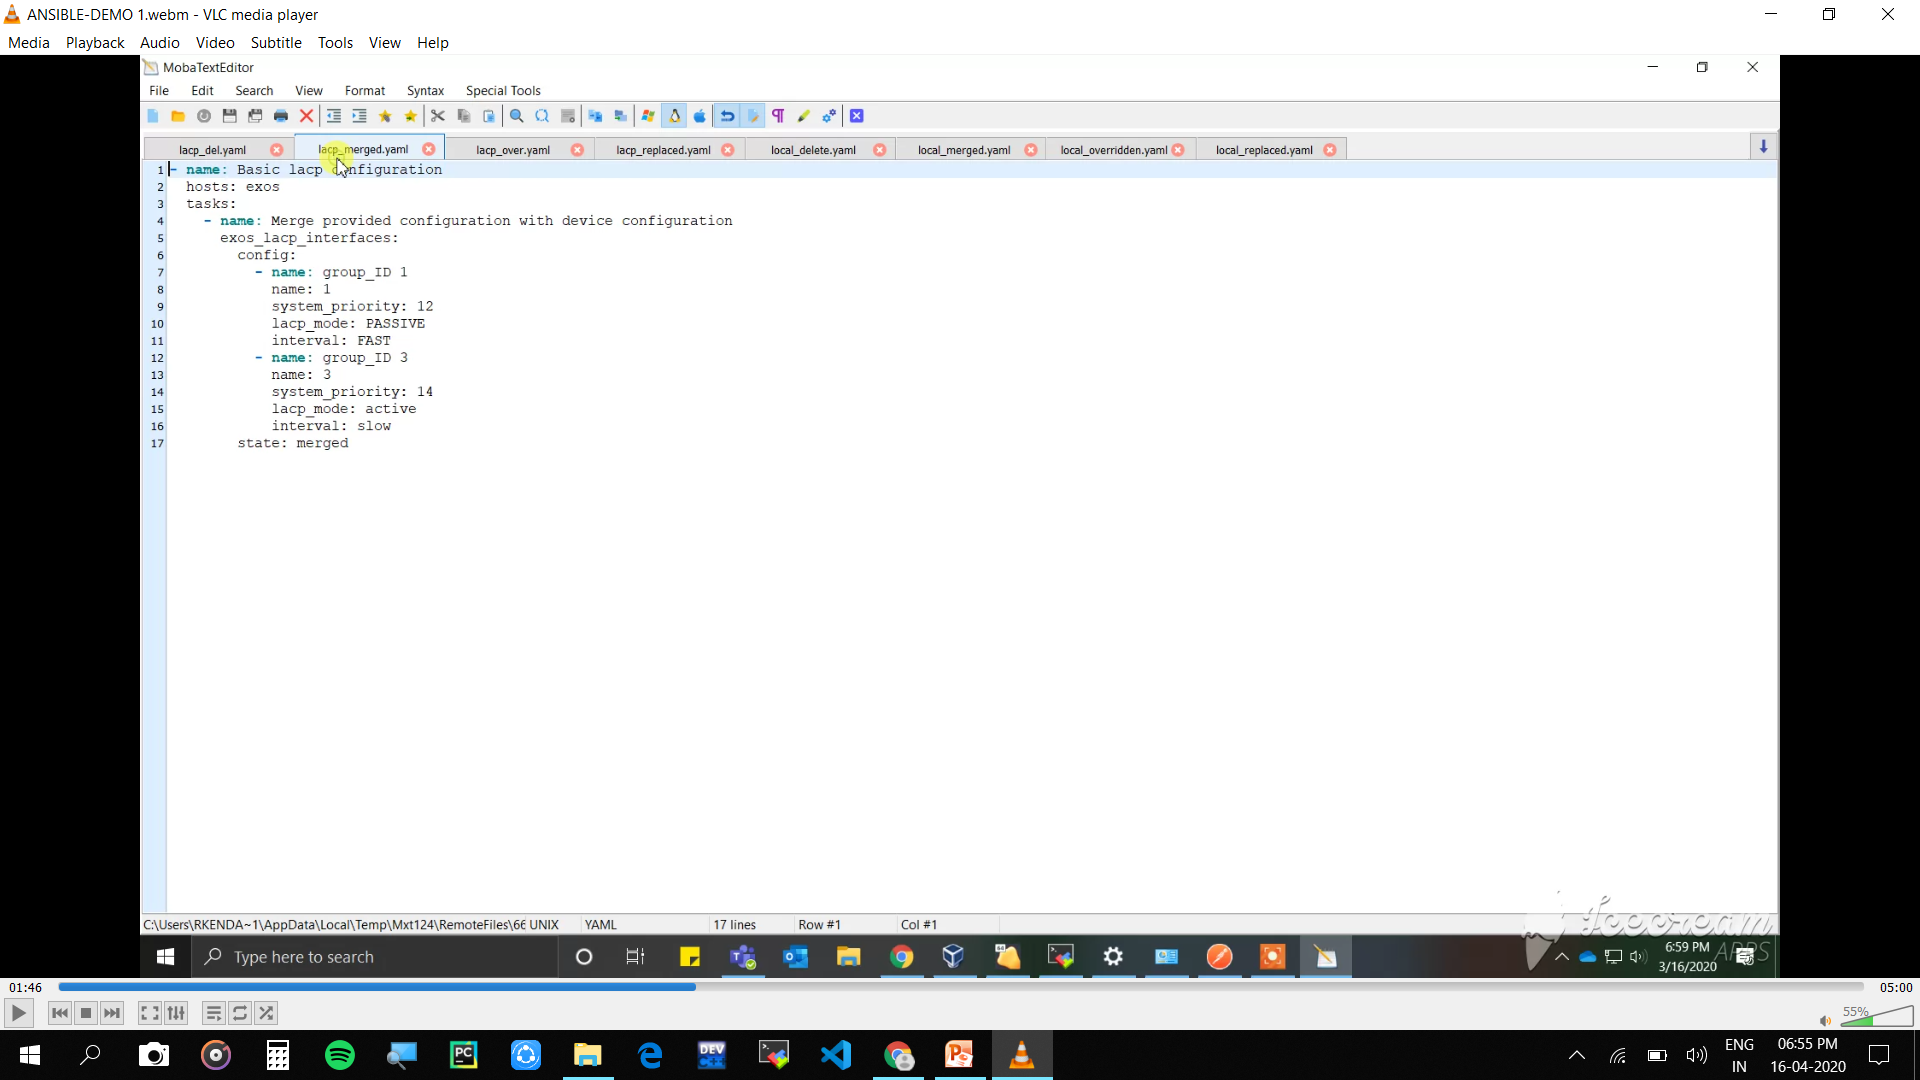 ANSIBLE-DEMO 1.webm - VLC media player
Media Playback Audio Video Subtitle Tools View Help
MobaTextEditor
File Edit Search View Format Syntax Special Tools
lacp_del.yaml lacp_merged.yaml lacp_over.yaml lacp_replaced.yaml local_delete.yaml local_merged.yaml local_overridden.yaml local_replaced.yaml
1 - name: Basic lacp configuration
2 hosts: exos
3 tasks:
4 - name: Merge provided configuration with device configuration
5 exos_lacp_interfaces:
6 config:
7 - name: group_ID 1
8 name: 1
9 system_priority: 12
10 lacp_mode: PASSIVE
11 interval: FAST
12 - name: group_ID 3
13 name: 3
14 system_priority: 14
15 lacp_mode: active
16 interval: slow
17 state: merged
C:\Users\RKENDA~1\AppData\Local\Temp\Mxt124\RemoteFiles\66 UNIX YAML 17 lines Row #1 Col #1
Icecream
APPS
Type here to search
6:59 PM
3/16/2020
01:46 05:00
55%
PC
DEV
C++
ENG
IN
06:55 PM
16-04-2020